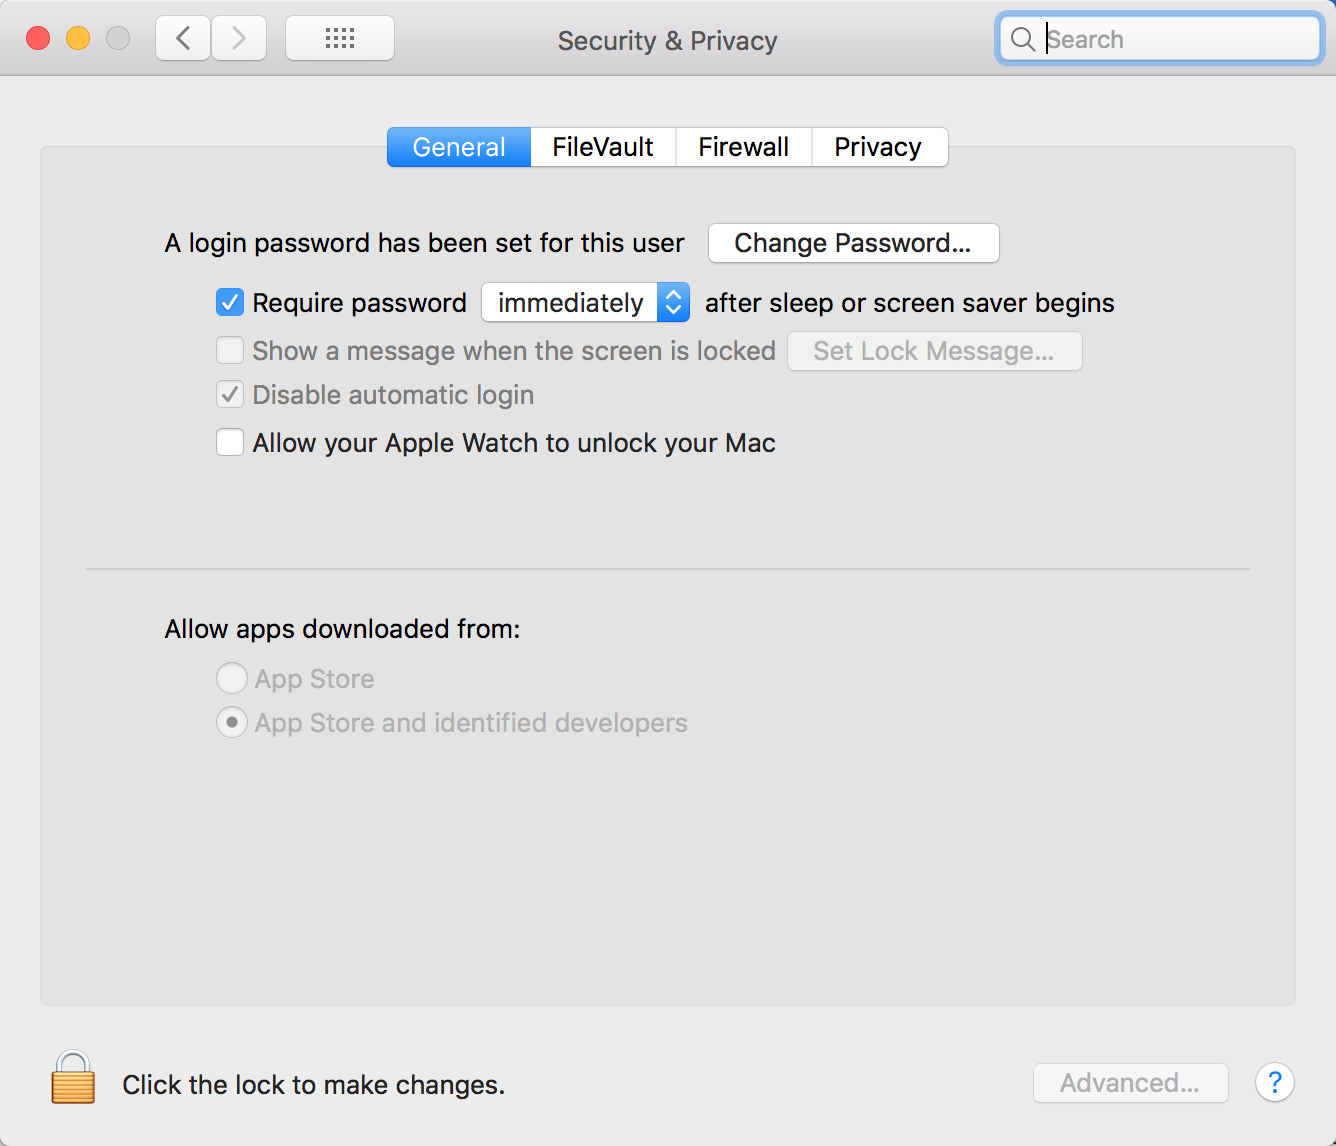 Security & Privacy
Search
General
FileVault
Firewall
Privacy
A login password has been set for this user Change Password...
Require password immediately after sleep or screen saver begins
Show a message when the screen is locked Set Lock Message...
Disable automatic login
Allow your Apple Watch to unlock your Mac
Allow apps downloaded from:
App Store
App Store and identified developers
Click the lock to make changes.
Advanced...
?